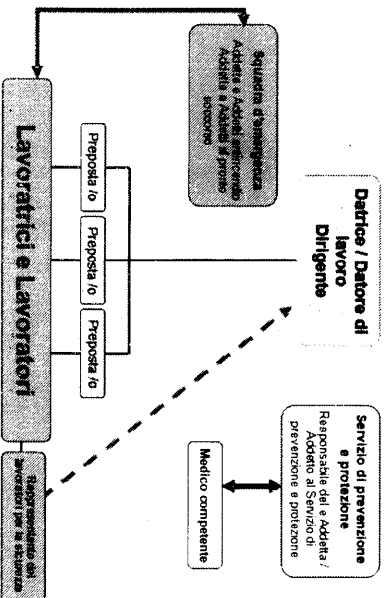 Datrice / Datore di
lavoro
Dirigente
Servizio di prevenzione
e protezione
Responsabile del e Addetta /
Addetto al Servizio di
prevenzione e protezione
Medico competente
Squadra d'emergenza
Addetta e Addetti antincendio
Addetta e Addetti al pronto
soccorso
Preposta /o
Preposta /o
Preposta /o
Lavoratrici e Lavoratori
Rappresentante dei
lavoratori per la sicurezza